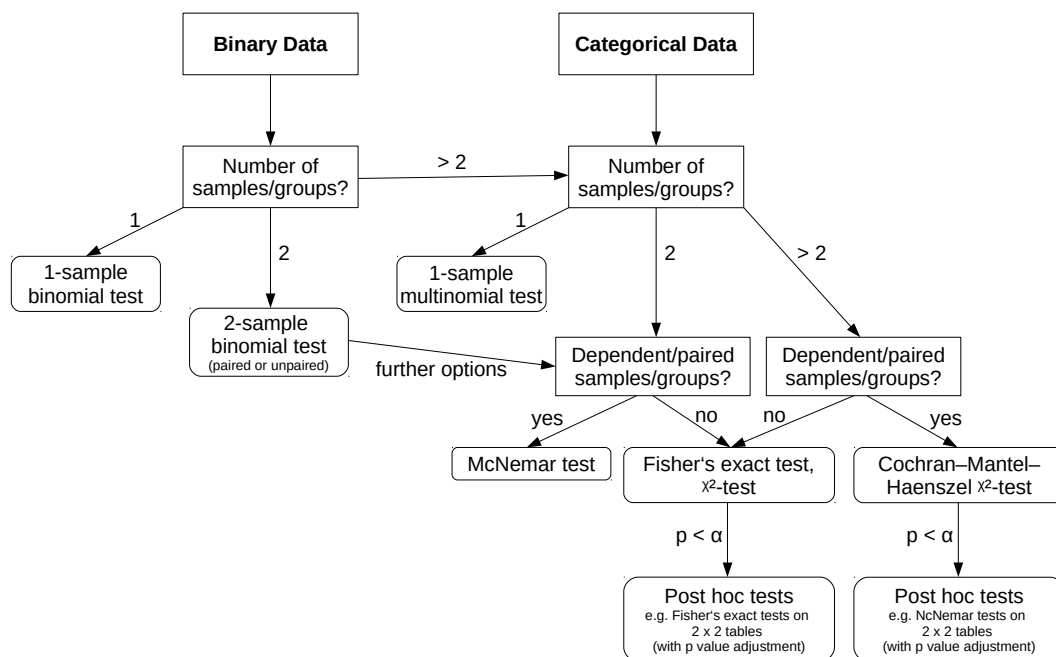 Binary Data
Categorical Data
Number of
samples/groups?
> 2
Number of
samples/groups?
1
2
1
2
> 2
1-sample
binomial test
1-sample
multinomial test
2-sample
binomial test
(paired or unpaired)
further options
Dependent/paired
samples/groups?
Dependent/paired
samples/groups?
yes
no
no
yes
McNemar test
Fisher‘s exact test,
χ²-test
Cochran–Mantel–
Haenszel χ²-test
p < α
p < α
Post hoc tests
e.g. Fisher‘s exact tests on
2 x 2 tables
(with p value adjustment)
Post hoc tests
e.g. NcNemar tests on
2 x 2 tables
(with p value adjustment)